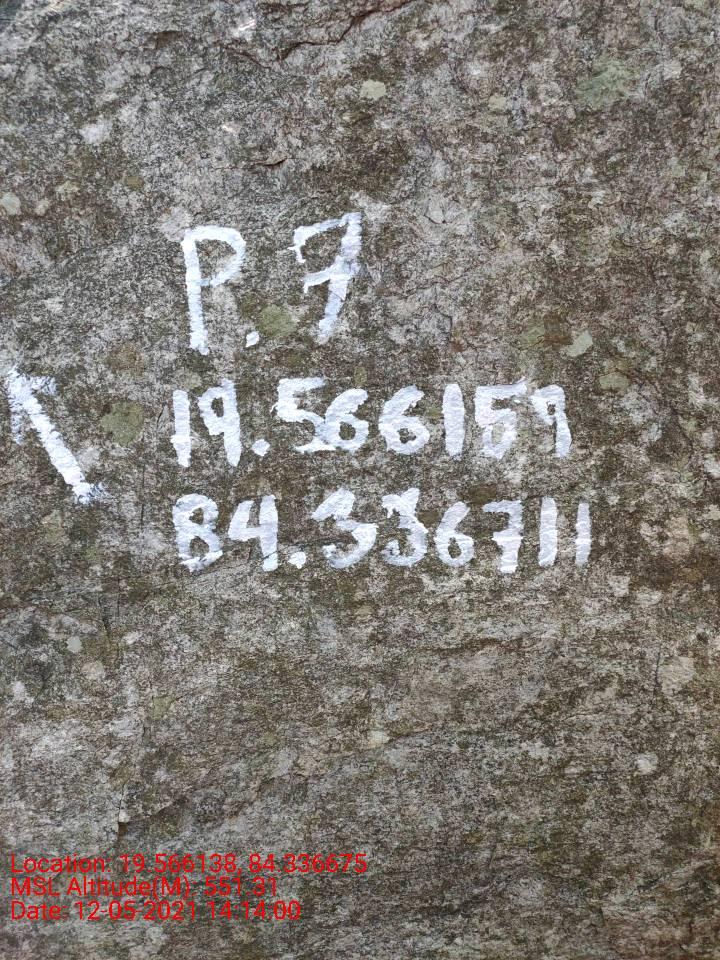 P.7
19.566159
84.336711
Location: 19.566138, 84.336675
MSL Altitude(M): 551.31
Date: 12-05-2021 14:14:00